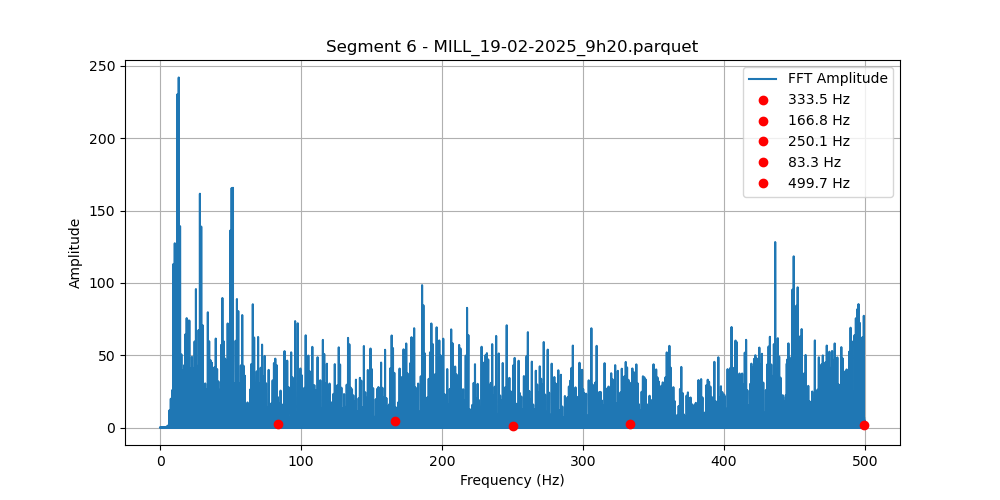 Segment 6 - MILL_19-02-2025_9h20.parquet
250
200
150
100
50
0
Amplitude
0
100
200
300
400
500
Frequency (Hz)
FFT Amplitude
333.5 Hz
166.8 Hz
250.1 Hz
83.3 Hz
499.7 Hz